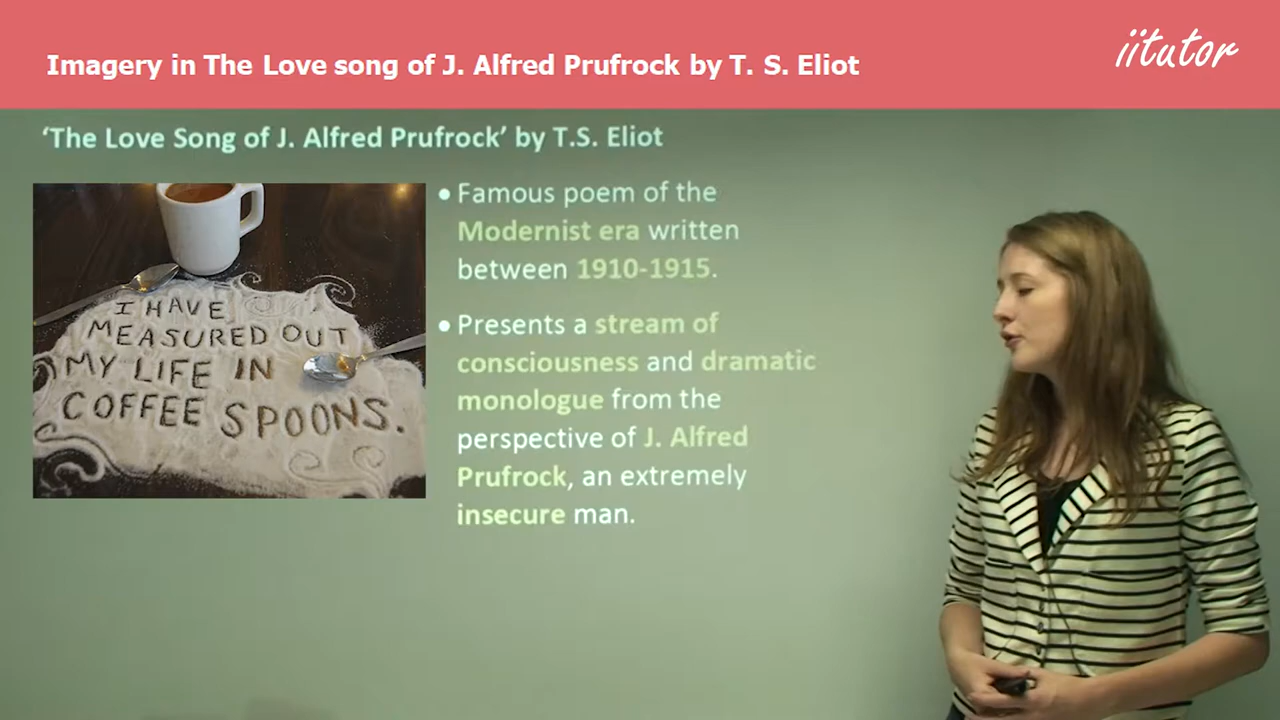 Imagery in The Love song of J. Alfred Prufrock by T. S. Eliot
iitutor
‘The Love Song of J. Alfred Prufrock’ by T.S. Eliot
I HAVE
MEASURED OUT
MY LIFE IN
COFFEE SPOONS.
• Famous poem of the
Modernist era written
between 1910-1915.
• Presents a stream of
consciousness and dramatic
monologue from the
perspective of J. Alfred
Prufrock, an extremely
insecure man.